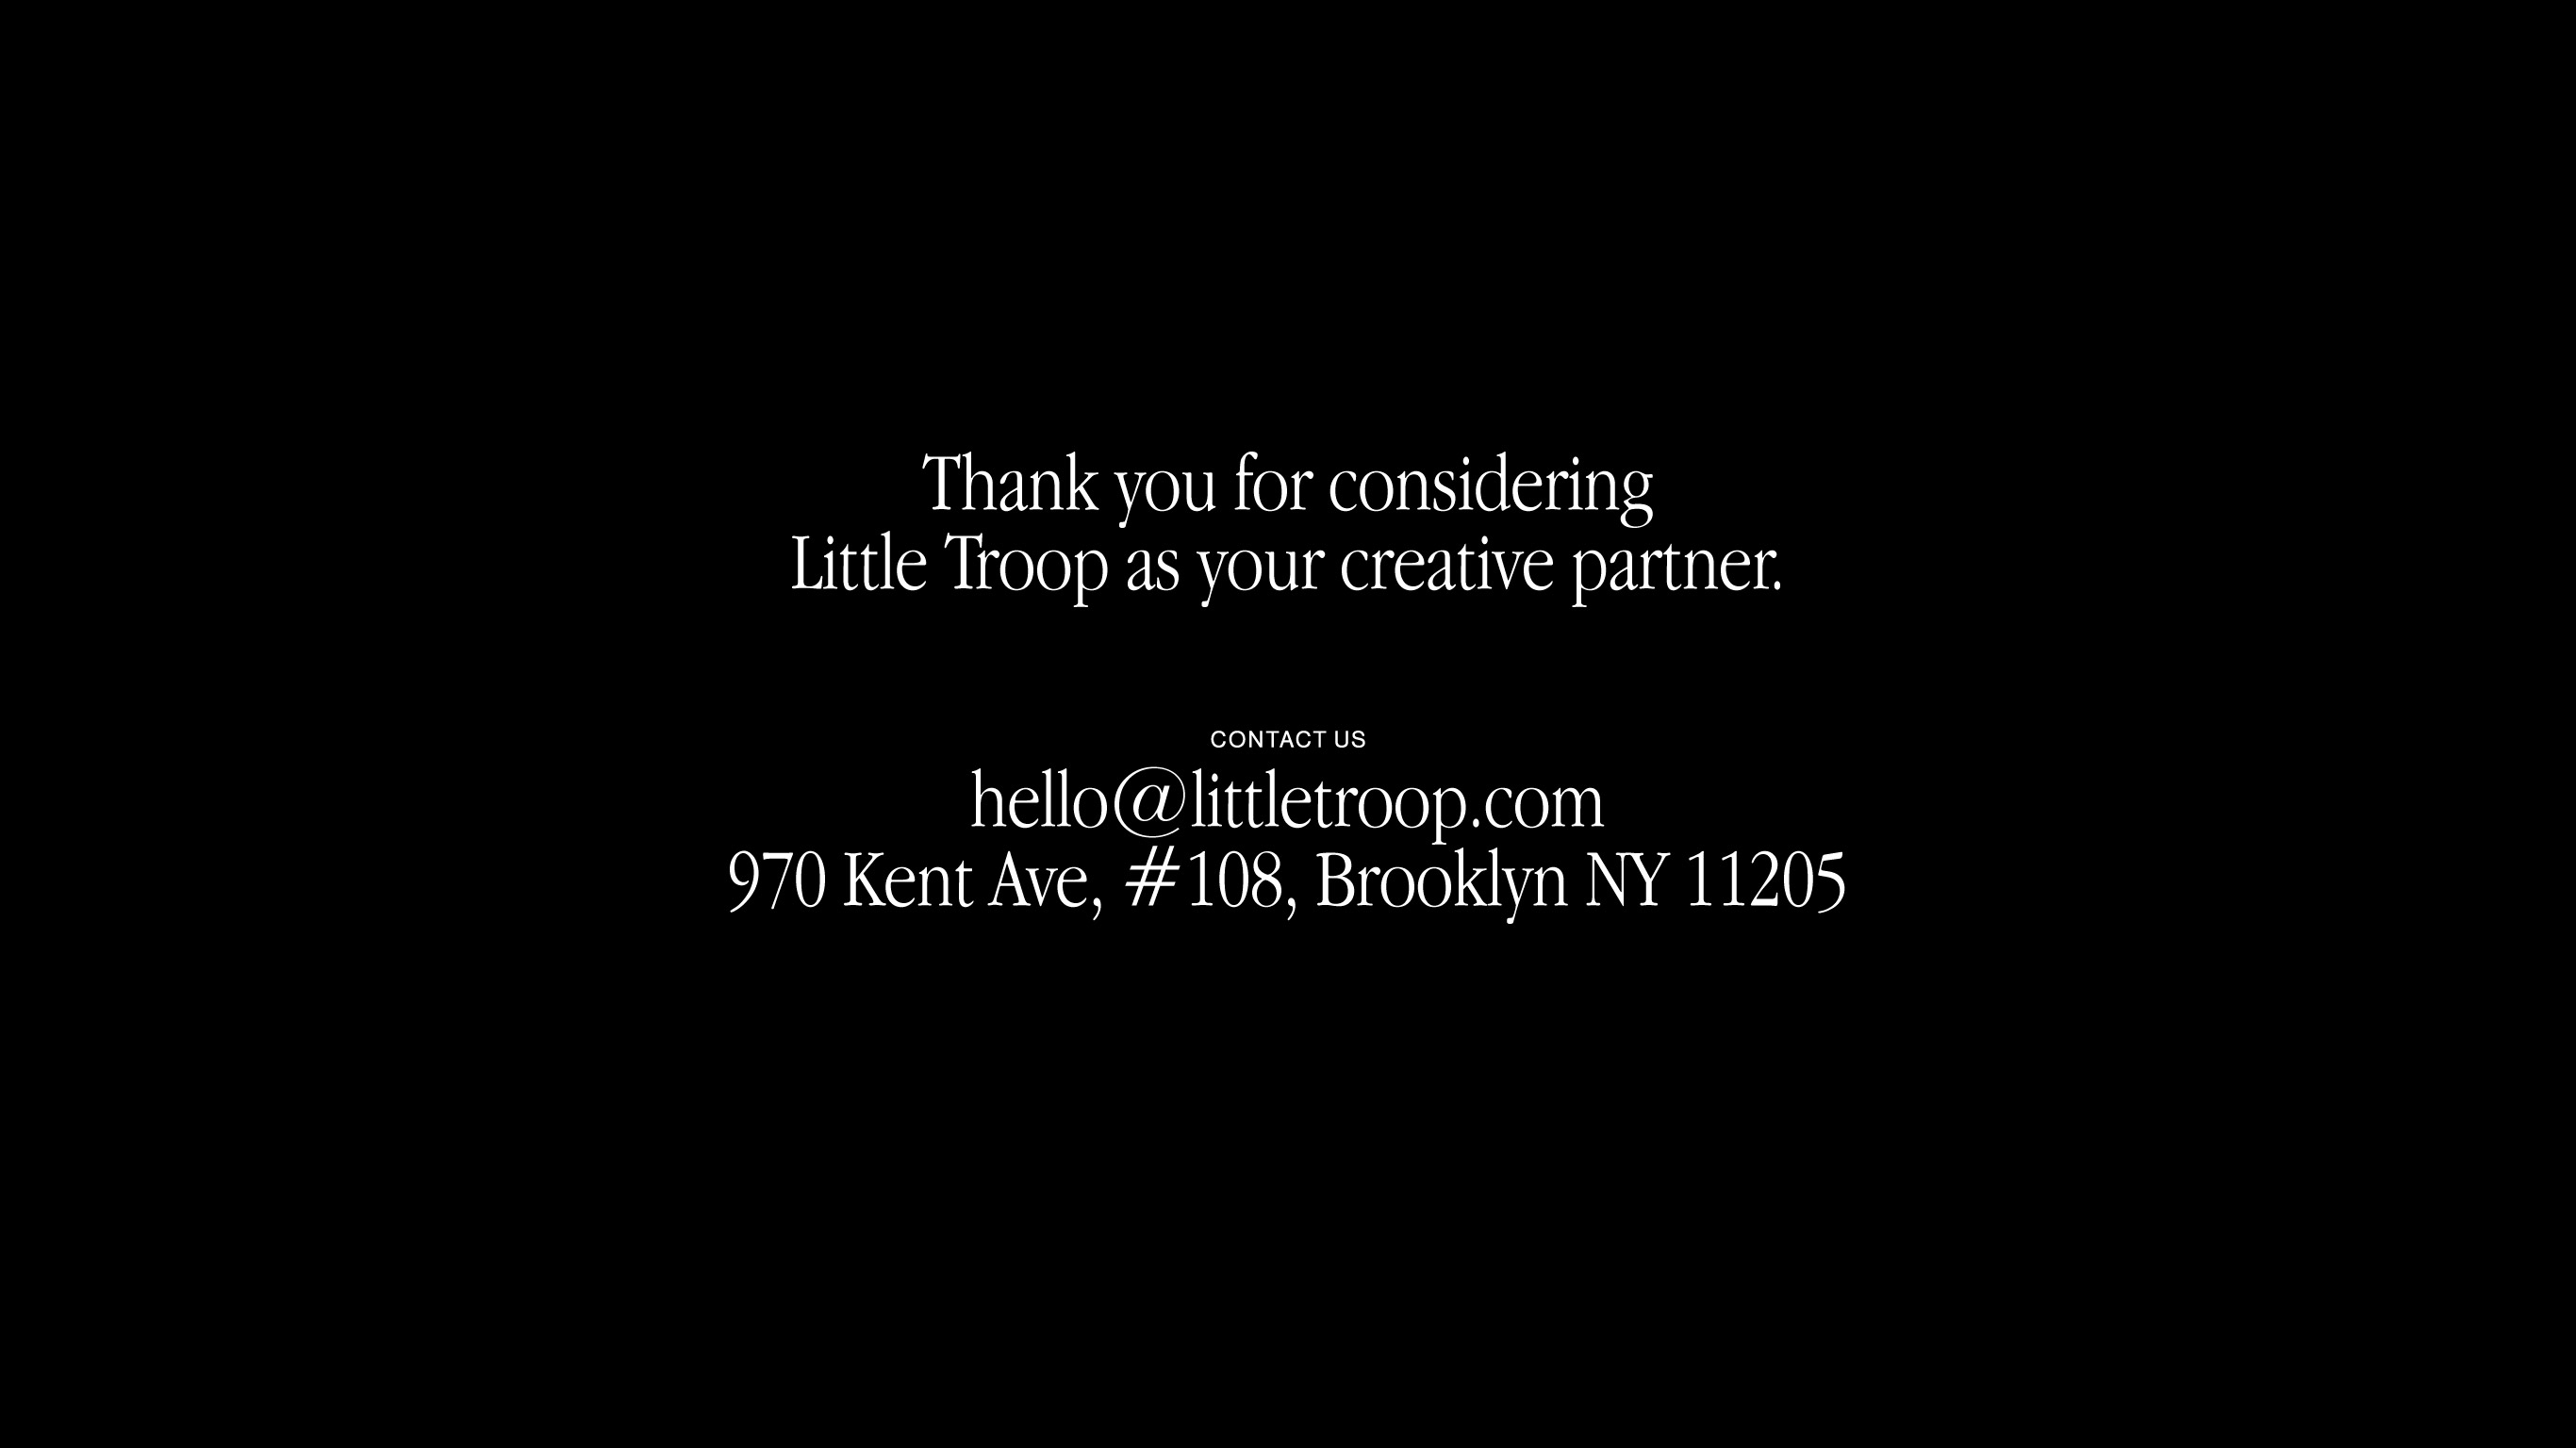 Thank you for considering
Little Troop as your creative partner.
CONTACT US
hello@littletroop.com
970 Kent Ave, #108, Brooklyn NY 11205